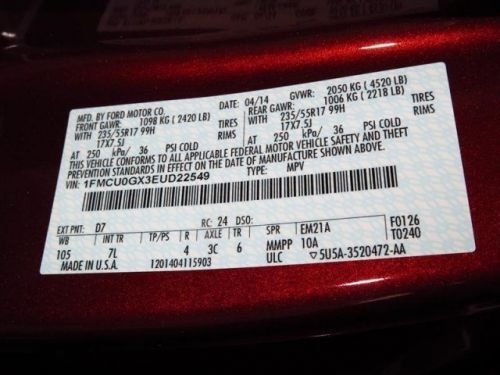 MFD. BY FORD MOTOR CO.
DATE: 04/14 GVWR: 2050 KG ( 4520 LB)
FRONT GAWR: 1098 KG ( 2420 LB) REAR GAWR: 1006 KG ( 2218 LB)
WITH 235/55R17 99H TIRES WITH 235/55R17 99H TIRES
17X7.5J RIMS 17X7.5J RIMS
AT 250 kPa/ 36 PSI COLD AT 250 kPa/ 36 PSI COLD
THIS VEHICLE CONFORMS TO ALL APPLICABLE FEDERAL MOTOR VEHICLE SAFETY AND THEFT
PREVENTION STANDARDS IN EFFECT ON THE DATE OF MANUFACTURE SHOWN ABOVE.
VIN: 1FMCU0GX3EUD22549
TYPE: MPV
EXT PNT: D7 RC: 24 DSO: F0126
WB INT TR TP/PS R AXLE TR SPR EM21A T0240
105 7L 4 3C 6 MMPP 10A
MADE IN U.S.A. 1201404115903 ULC ▽5U5A-3520472-AA